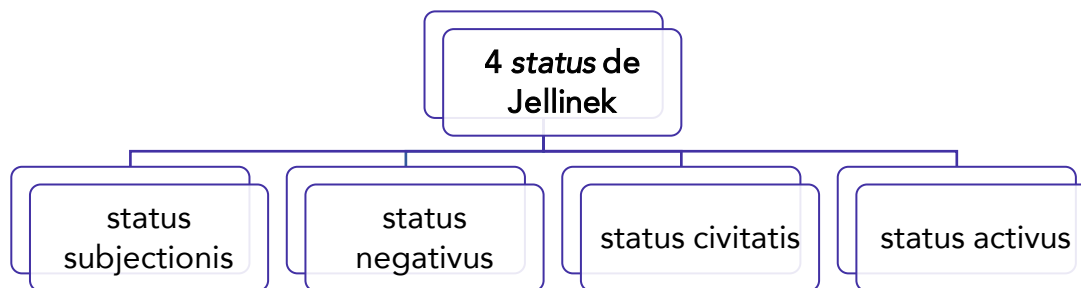 4 status de
Jellinek
status
subjectionis
status
negativus
status civitatis
status activus